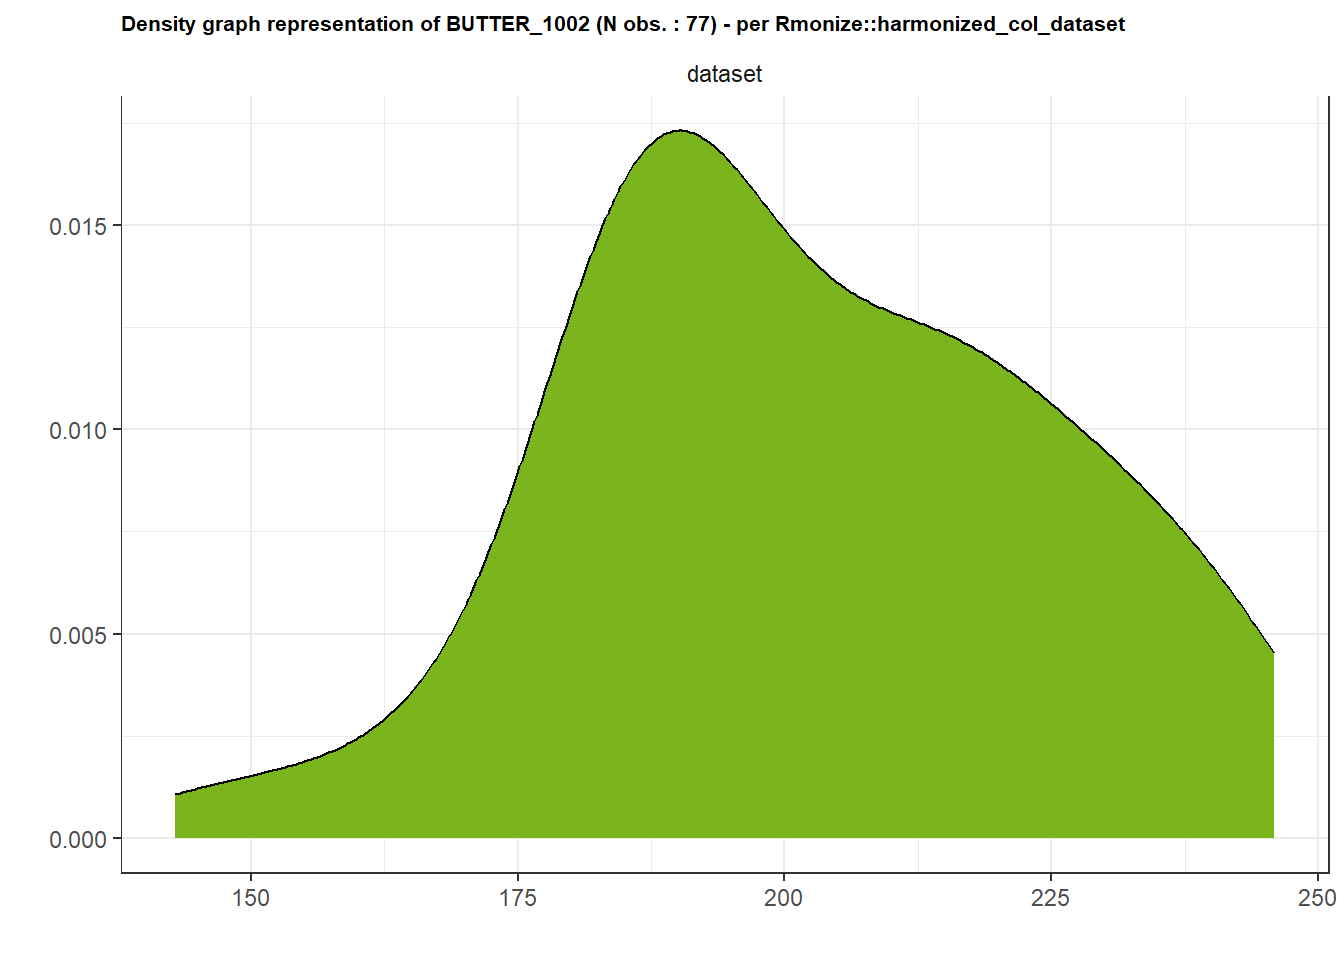 Density graph representation of BUTTER_1002 (N obs. : 77) - per Rmonize::harmonized_col_dataset
dataset
0.015
0.010
0.005
0.000
150 175 200 225 250